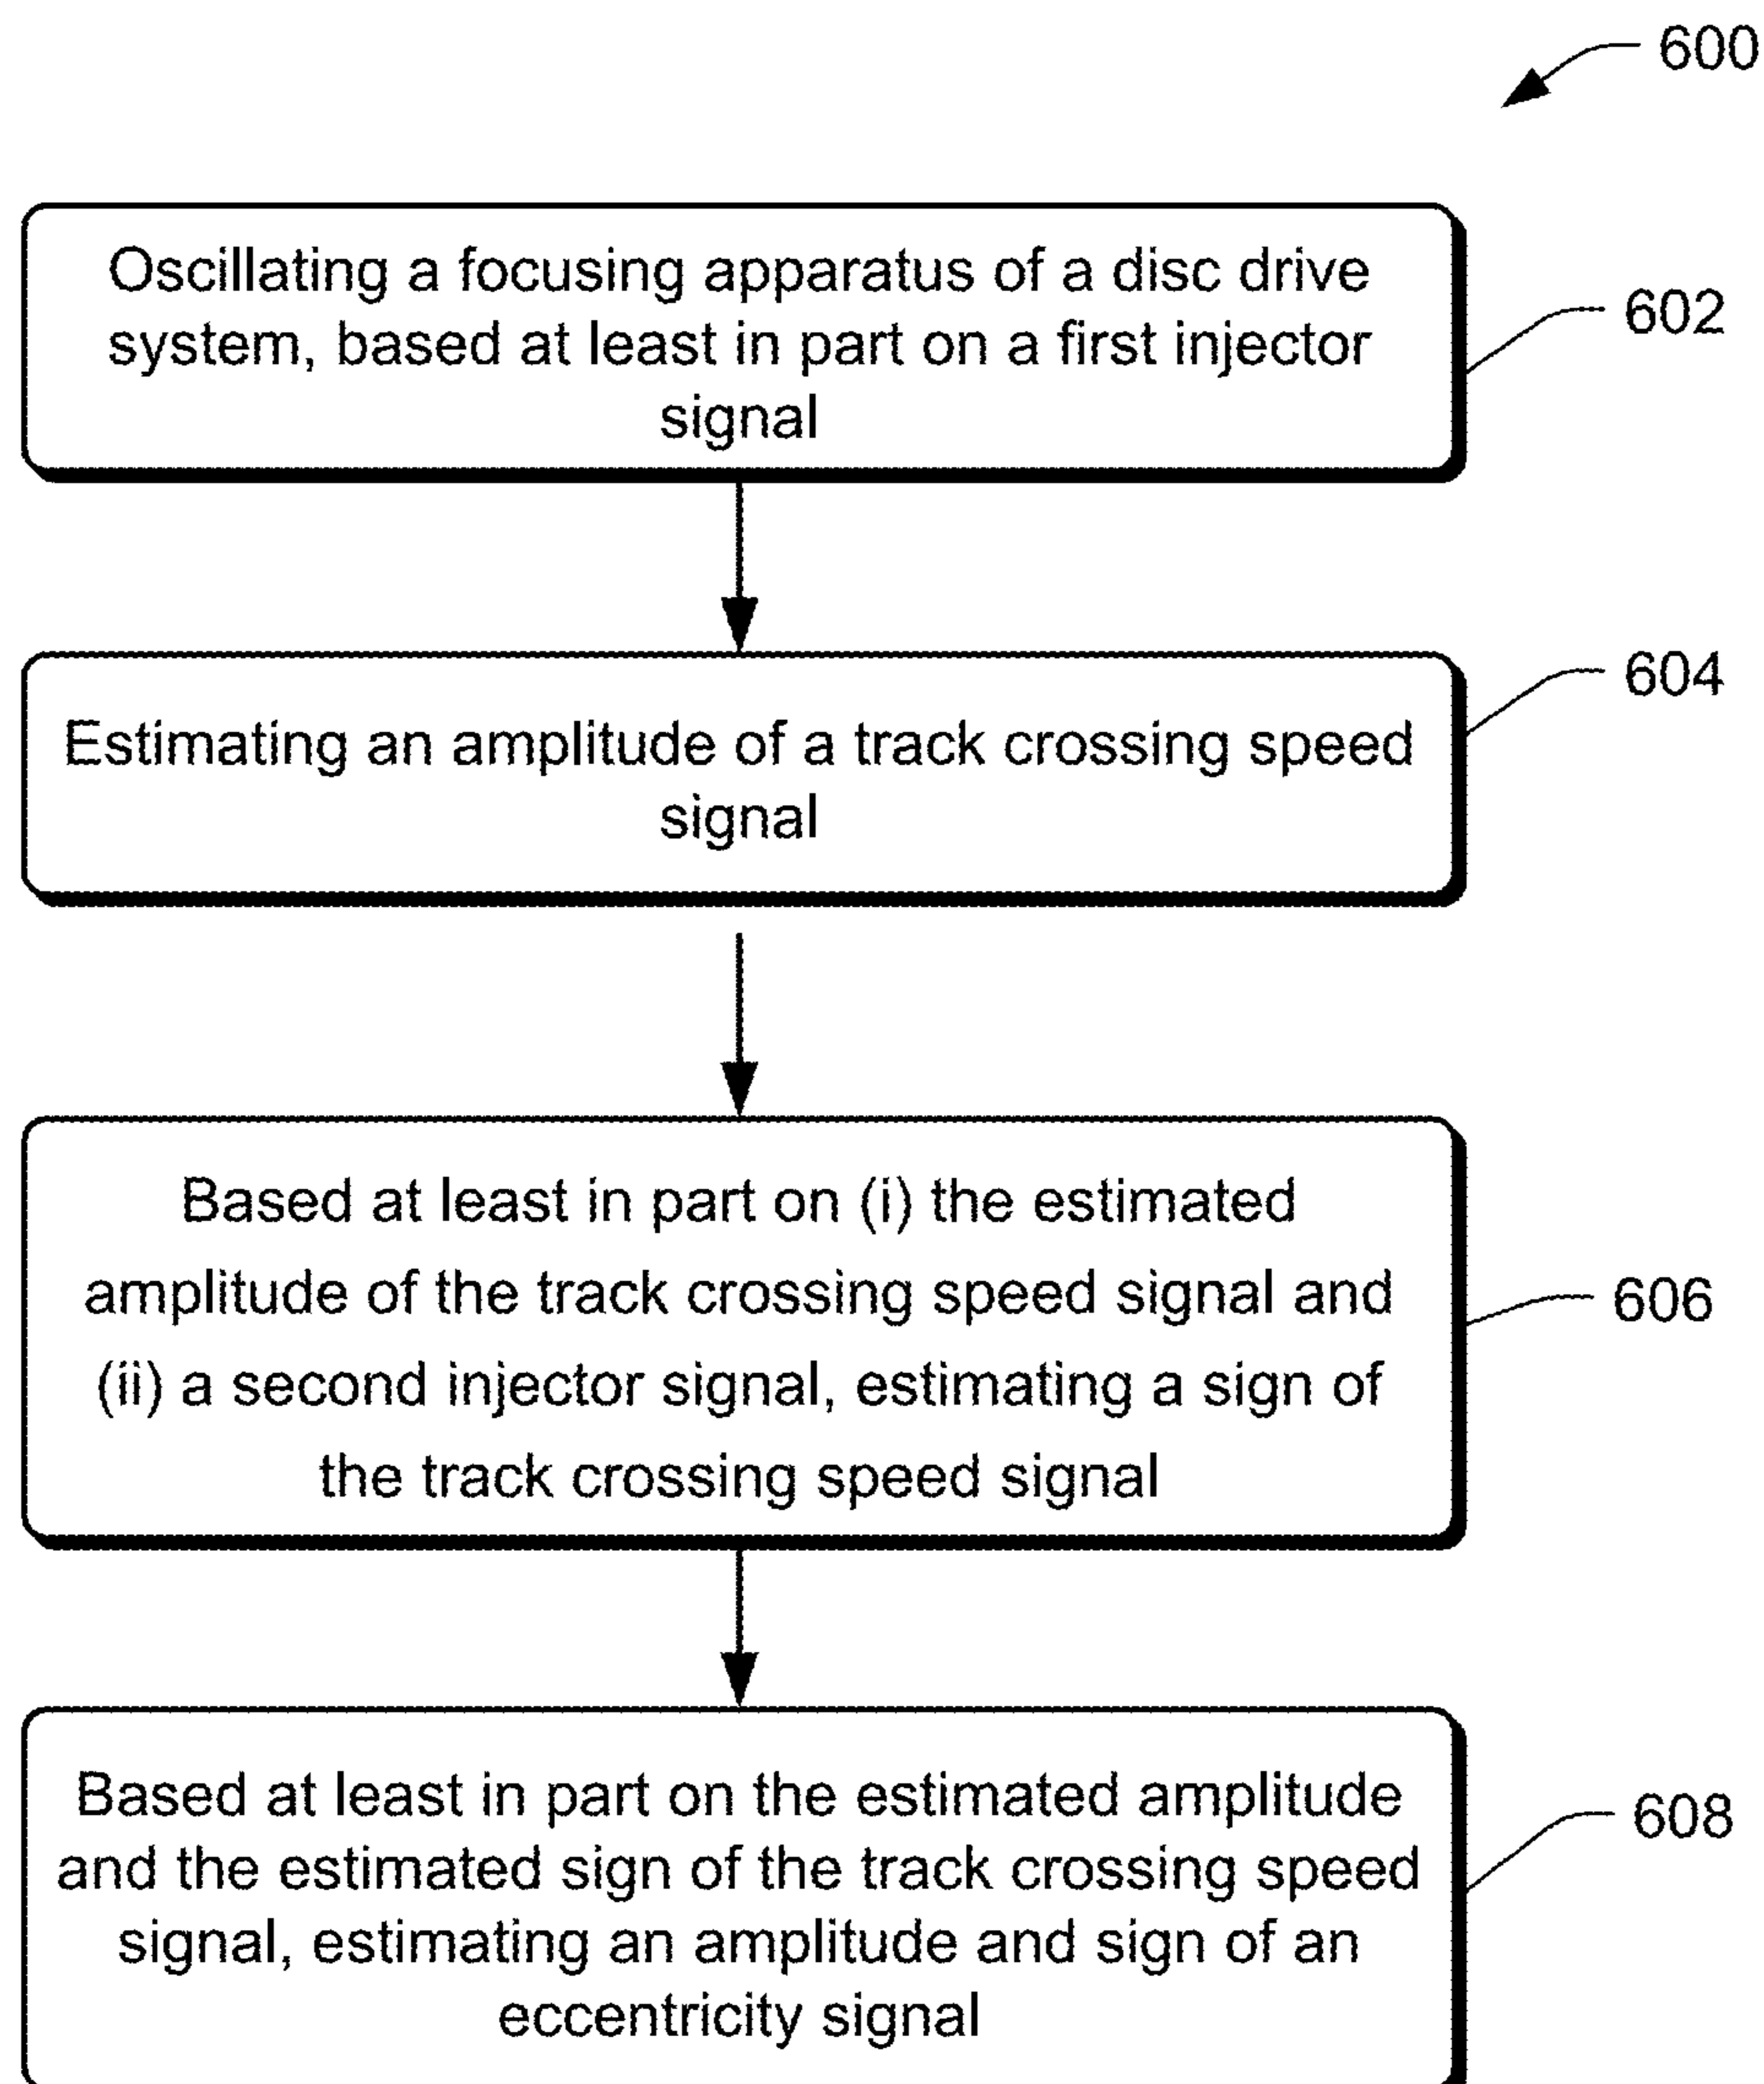 600
Oscillating a focusing apparatus of a disc drive
system, based at least in part on a first injector
signal
602
Estimating an amplitude of a track crossing speed
signal
604
Based at least in part on (i) the estimated
amplitude of the track crossing speed signal and
(ii) a second injector signal, estimating a sign of
the track crossing speed signal
606
Based at least in part on the estimated amplitude
and the estimated sign of the track crossing speed
signal, estimating an amplitude and sign of an
eccentricity signal
608